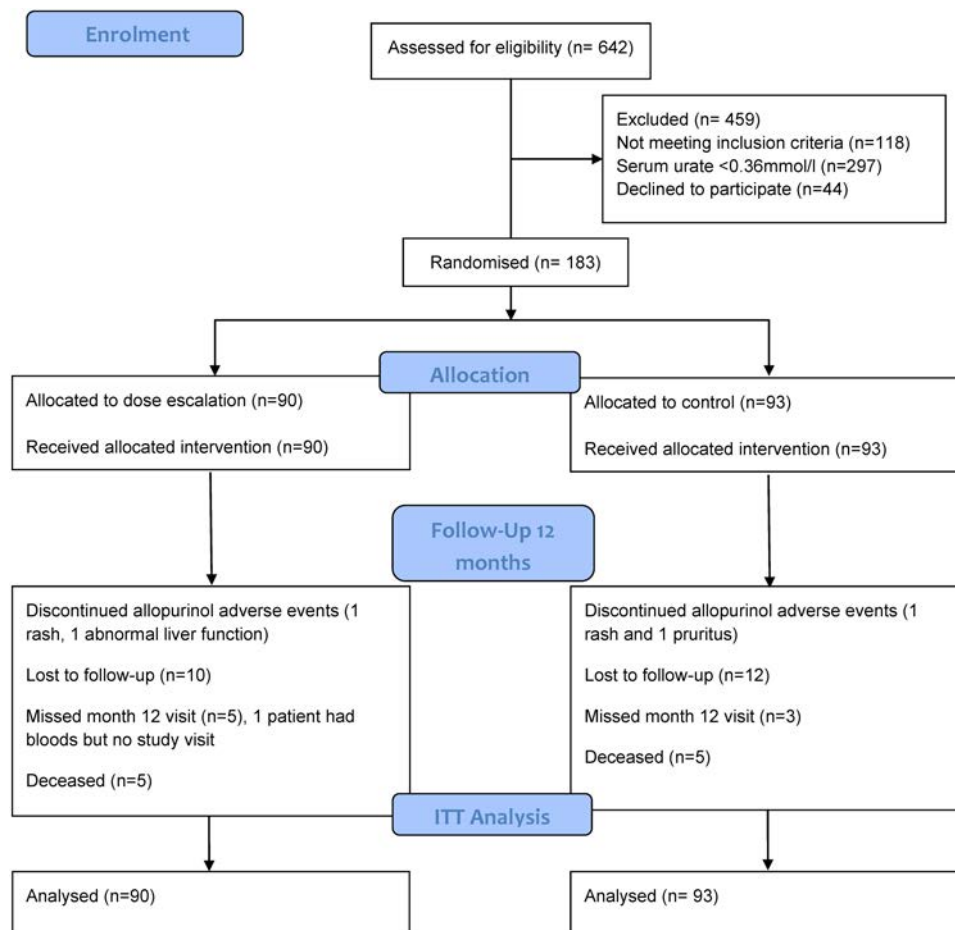 Enrolment
Assessed for eligibility (n= 642)
Excluded (n= 459)
Not meeting inclusion criteria (n=118)
Serum urate <0.36mmol/l (n=297)
Declined to participate (n=44)
Randomised (n= 183)
Allocation
Allocated to dose escalation (n=90)
Received allocated intervention (n=90)
Allocated to control (n=93)
Received allocated intervention (n=93)
Follow-Up 12
months
Discontinued allopurinol adverse events (1
rash, 1 abnormal liver function)
Lost to follow-up (n=10)
Missed month 12 visit (n=5), 1 patient had
bloods but no study visit
Deceased (n=5)
Discontinued allopurinol adverse events (1
rash and 1 pruritus)
Lost to follow-up (n=12)
Missed month 12 visit (n=3)
Deceased (n=5)
ITT Analysis
Analysed (n=90)
Analysed (n= 93)